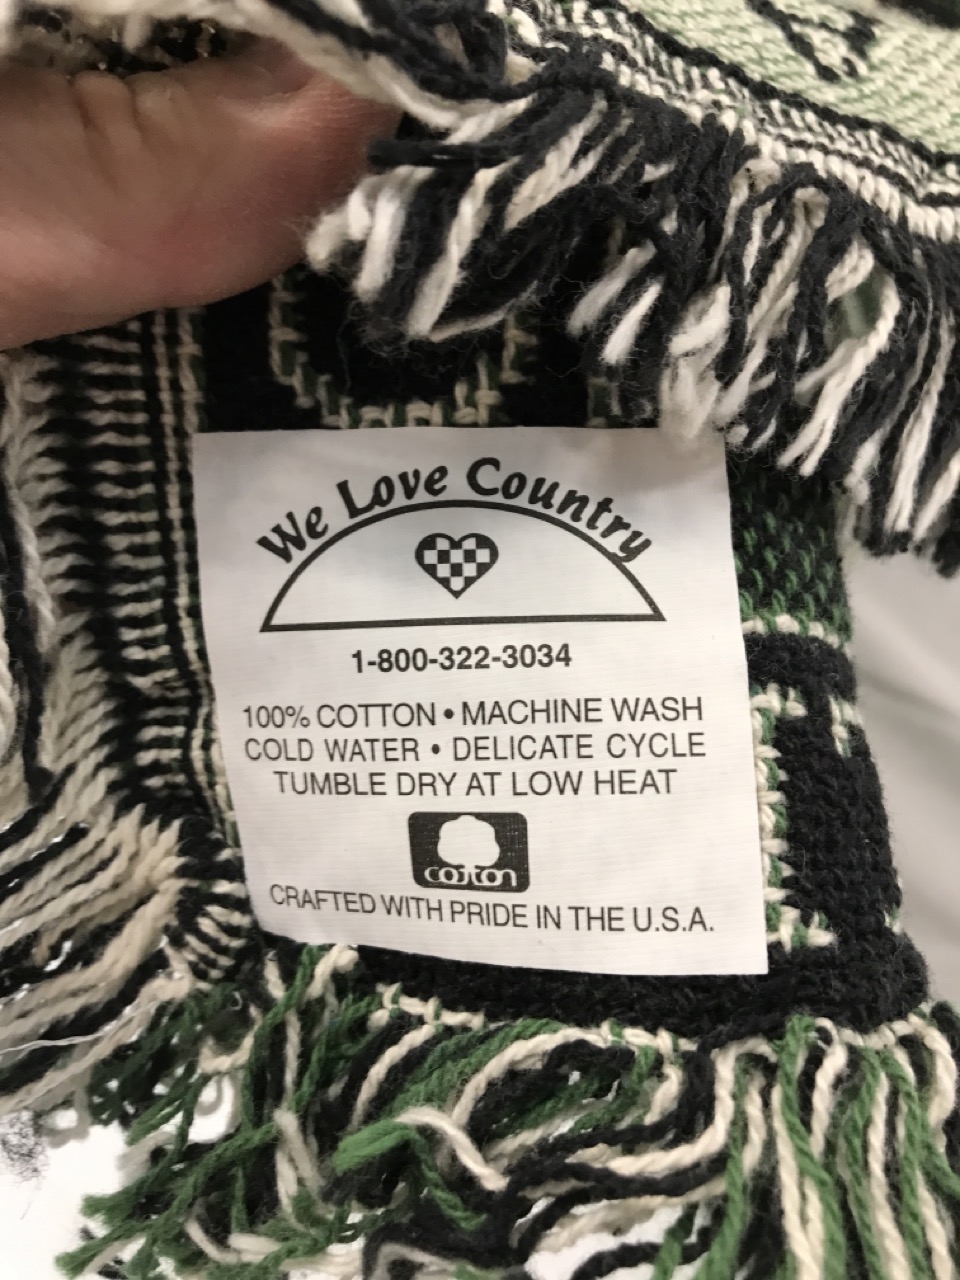 We Love Country
1-800-322-3034
100% COTTON • MACHINE WASH
COLD WATER • DELICATE CYCLE
TUMBLE DRY AT LOW HEAT
cotton
CRAFTED WITH PRIDE IN THE U.S.A.